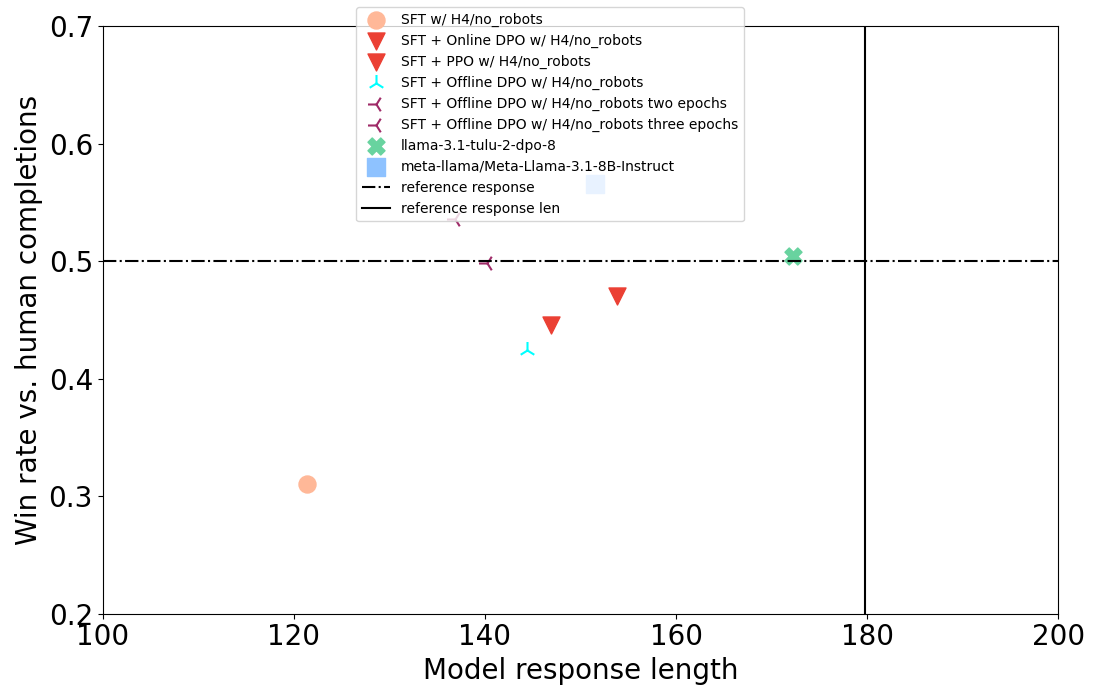 0.7
0.6
0.5
0.4
0.3
0.2
Win rate vs. human completions
SFT w/ H4/no_robots
SFT + Online DPO w/ H4/no_robots
SFT + PPO w/ H4/no_robots
SFT + Offline DPO w/ H4/no_robots
SFT + Offline DPO w/ H4/no_robots two epochs
SFT + Offline DPO w/ H4/no_robots three epochs
llama-3.1-tulu-2-dpo-8
meta-llama/Meta-Llama-3.1-8B-Instruct
reference response
reference response len
100 120 140 160 180 200
Model response length